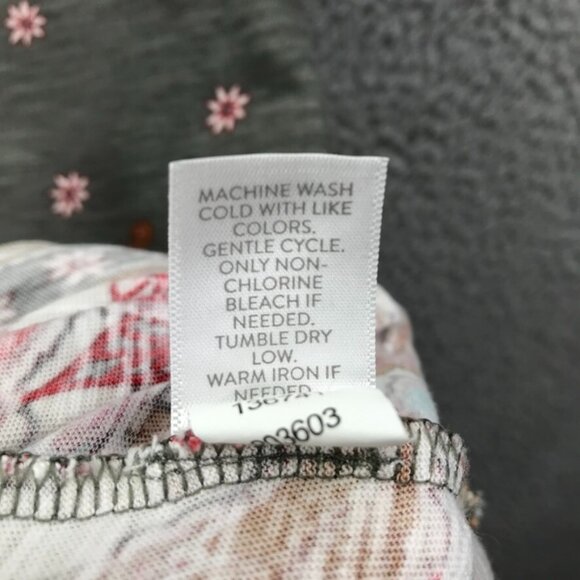 MACHINE WASH
COLD WITH LIKE
COLORS.
GENTLE CYCLE.
ONLY NON-
CHLORINE
BLEACH IF
NEEDED.
TUMBLE DRY
LOW.
WARM IRON IF
NEEDED.